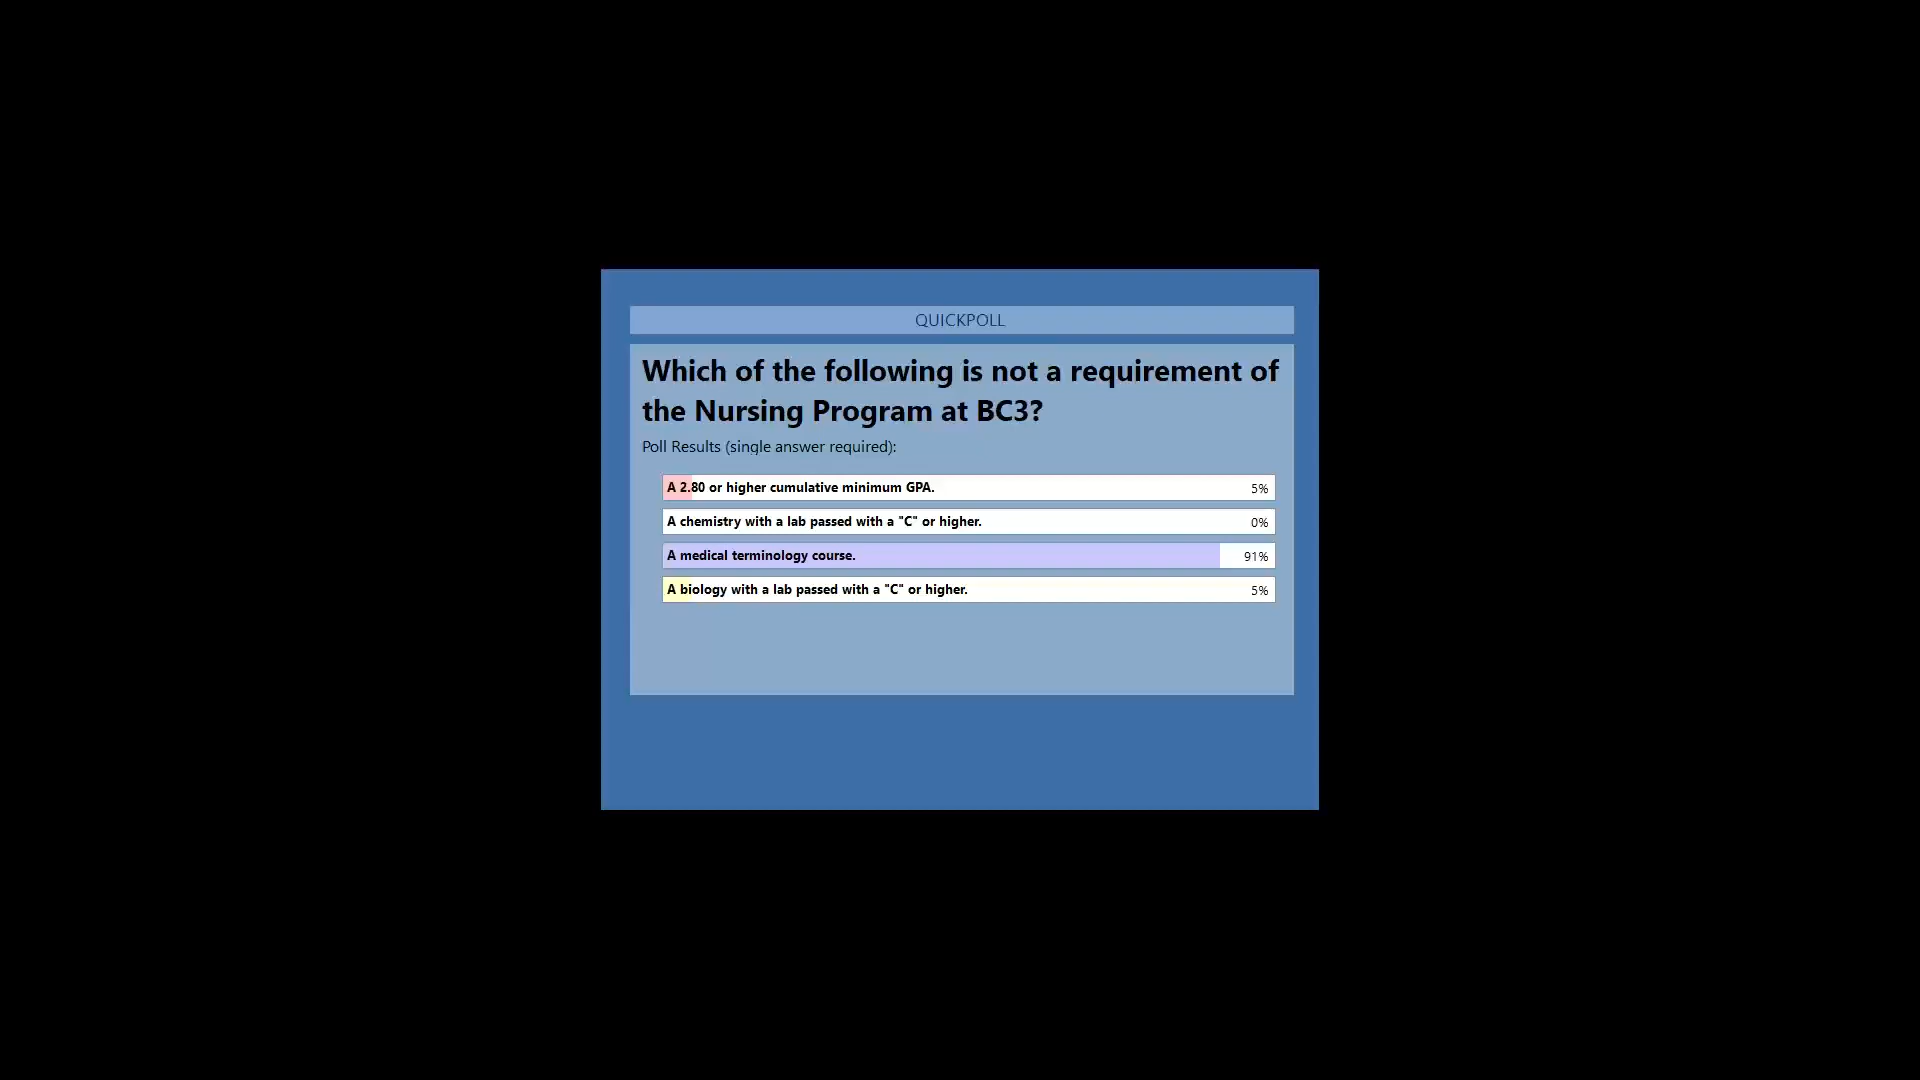 QUICKPOLL
Which of the following is not a requirement of
the Nursing Program at BC3?
Poll Results (single answer required):
A 2.80 or higher cumulative minimum GPA. 5%
A chemistry with a lab passed with a "C" or higher. 0%
A medical terminology course. 91%
A biology with a lab passed with a "C" or higher. 5%